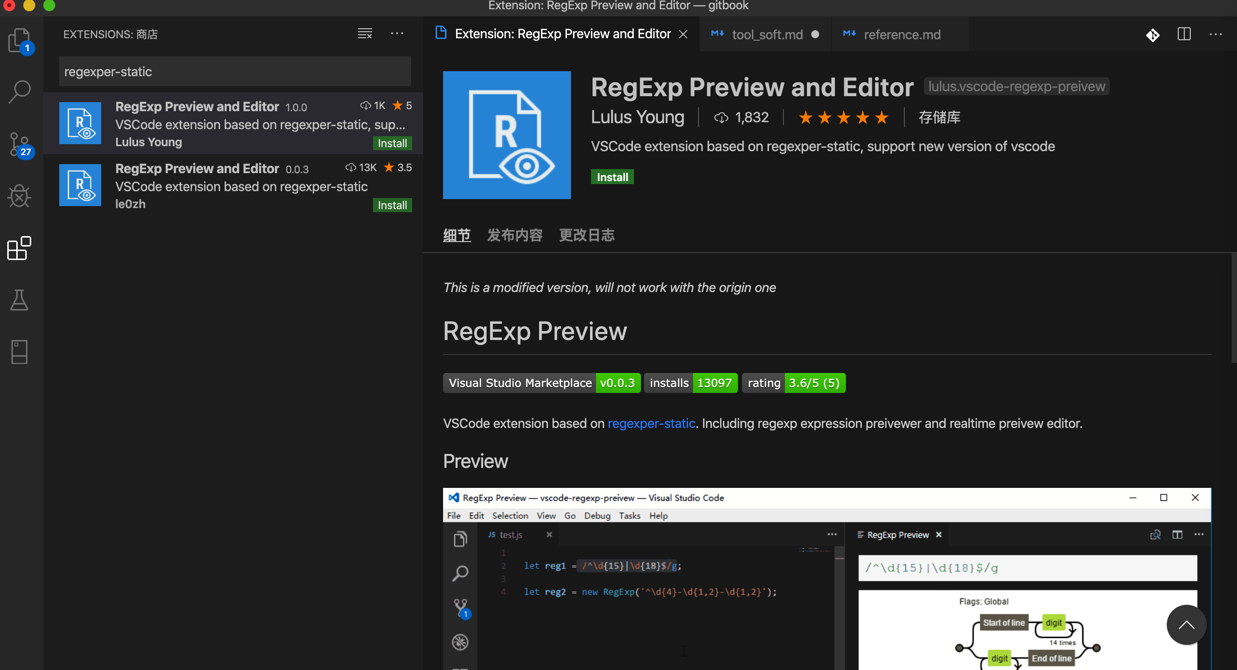 Extension: RegExp Preview and Editor — gitbook
EXTENSIONS: 商店
regexper-static
RegExp Preview and Editor 1.0.0 1K 5
VSCode extension based on regexper-static, sup...
Lulus Young Install
RegExp Preview and Editor 0.0.3 13K 3.5
VSCode extension based on regexper-static
le0zh Install
1
27
Extension: RegExp Preview and Editor tool_soft.md reference.md
RegExp Preview and Editor lulus.vscode-regexp-preivew
Lulus Young 1,832 存储库
VSCode extension based on regexper-static, support new version of vscode
Install
细节 发布内容 更改日志
This is a modified version, will not work with the origin one
RegExp Preview
Visual Studio Marketplace v0.0.3 installs 13097 rating 3.6/5 (5)
VSCode extension based on regexper-static. Including regexp expression preivewer and realtime preivew editor.
Preview
RegExp Preview — vscode-regexp-preivew — Visual Studio Code
File Edit Selection View Go Debug Tasks Help
JS test.js
RegExp Preview
1
2 let reg1 = /^\d{15}|\d{18}$/g;
3
4 let reg2 = new RegExp('^\d{4}-\d{1,2}-\d{1,2}');
1
/^\d{15}|\d{18}$/g
Flags: Global
Start of line digit
14 times
digit End of line